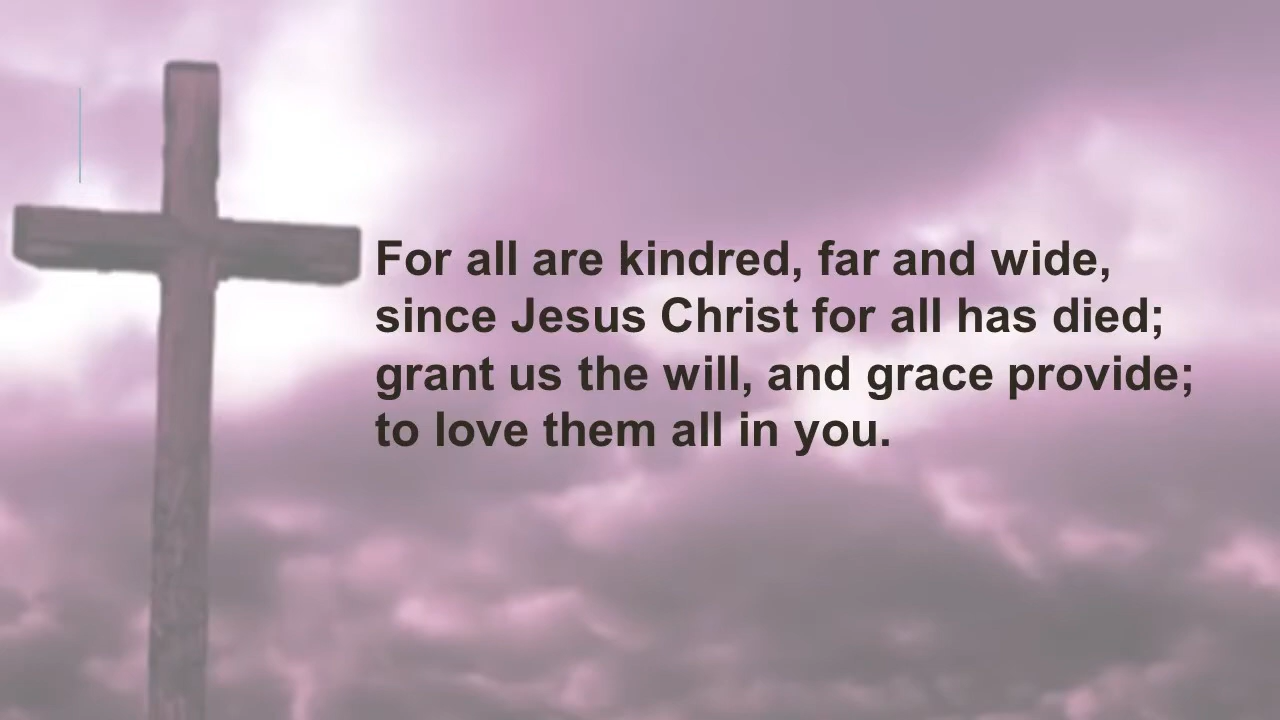 For all are kindred, far and wide,
since Jesus Christ for all has died;
grant us the will, and grace provide;
to love them all in you.